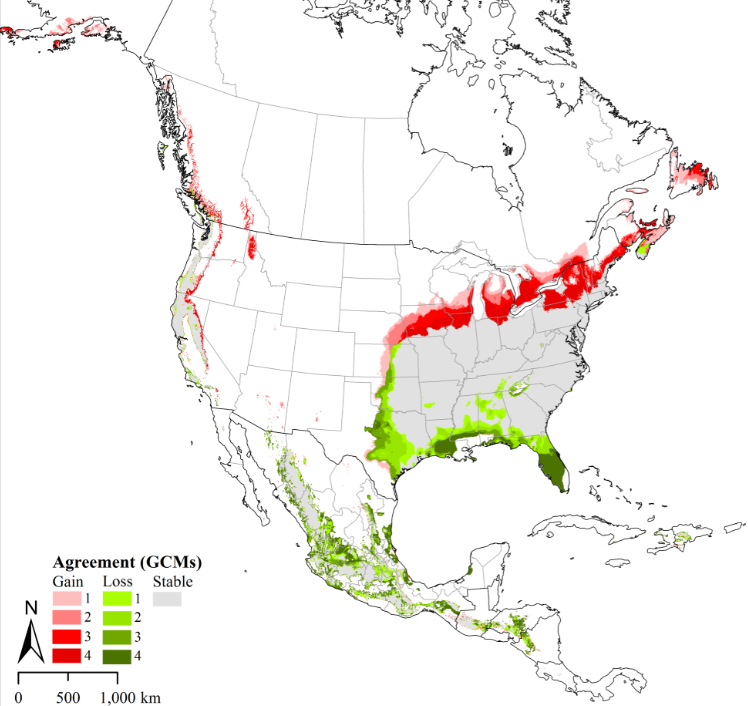 Agreement (GCMs)
Gain Loss Stable
1 1
2 2
3 3
4 4
N
0 500 1,000 km